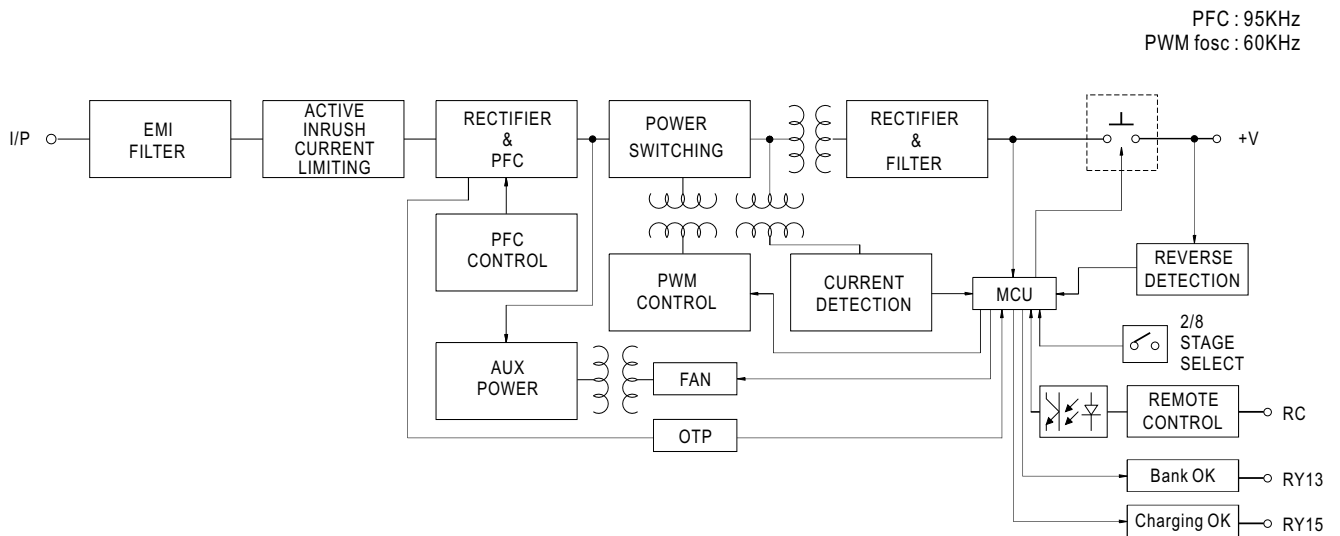 PFC : 95KHz
PWM fosc : 60KHz
I/P
EMI
FILTER
ACTIVE
INRUSH
CURRENT
LIMITING
RECTIFIER
&
PFC
POWER
SWITCHING
RECTIFIER
&
FILTER
+V
PFC
CONTROL
PWM
CONTROL
CURRENT
DETECTION
MCU
REVERSE
DETECTION
2/8
STAGE
SELECT
AUX
POWER
FAN
REMOTE
CONTROL
RC
OTP
Bank OK
RY13
Charging OK
RY15